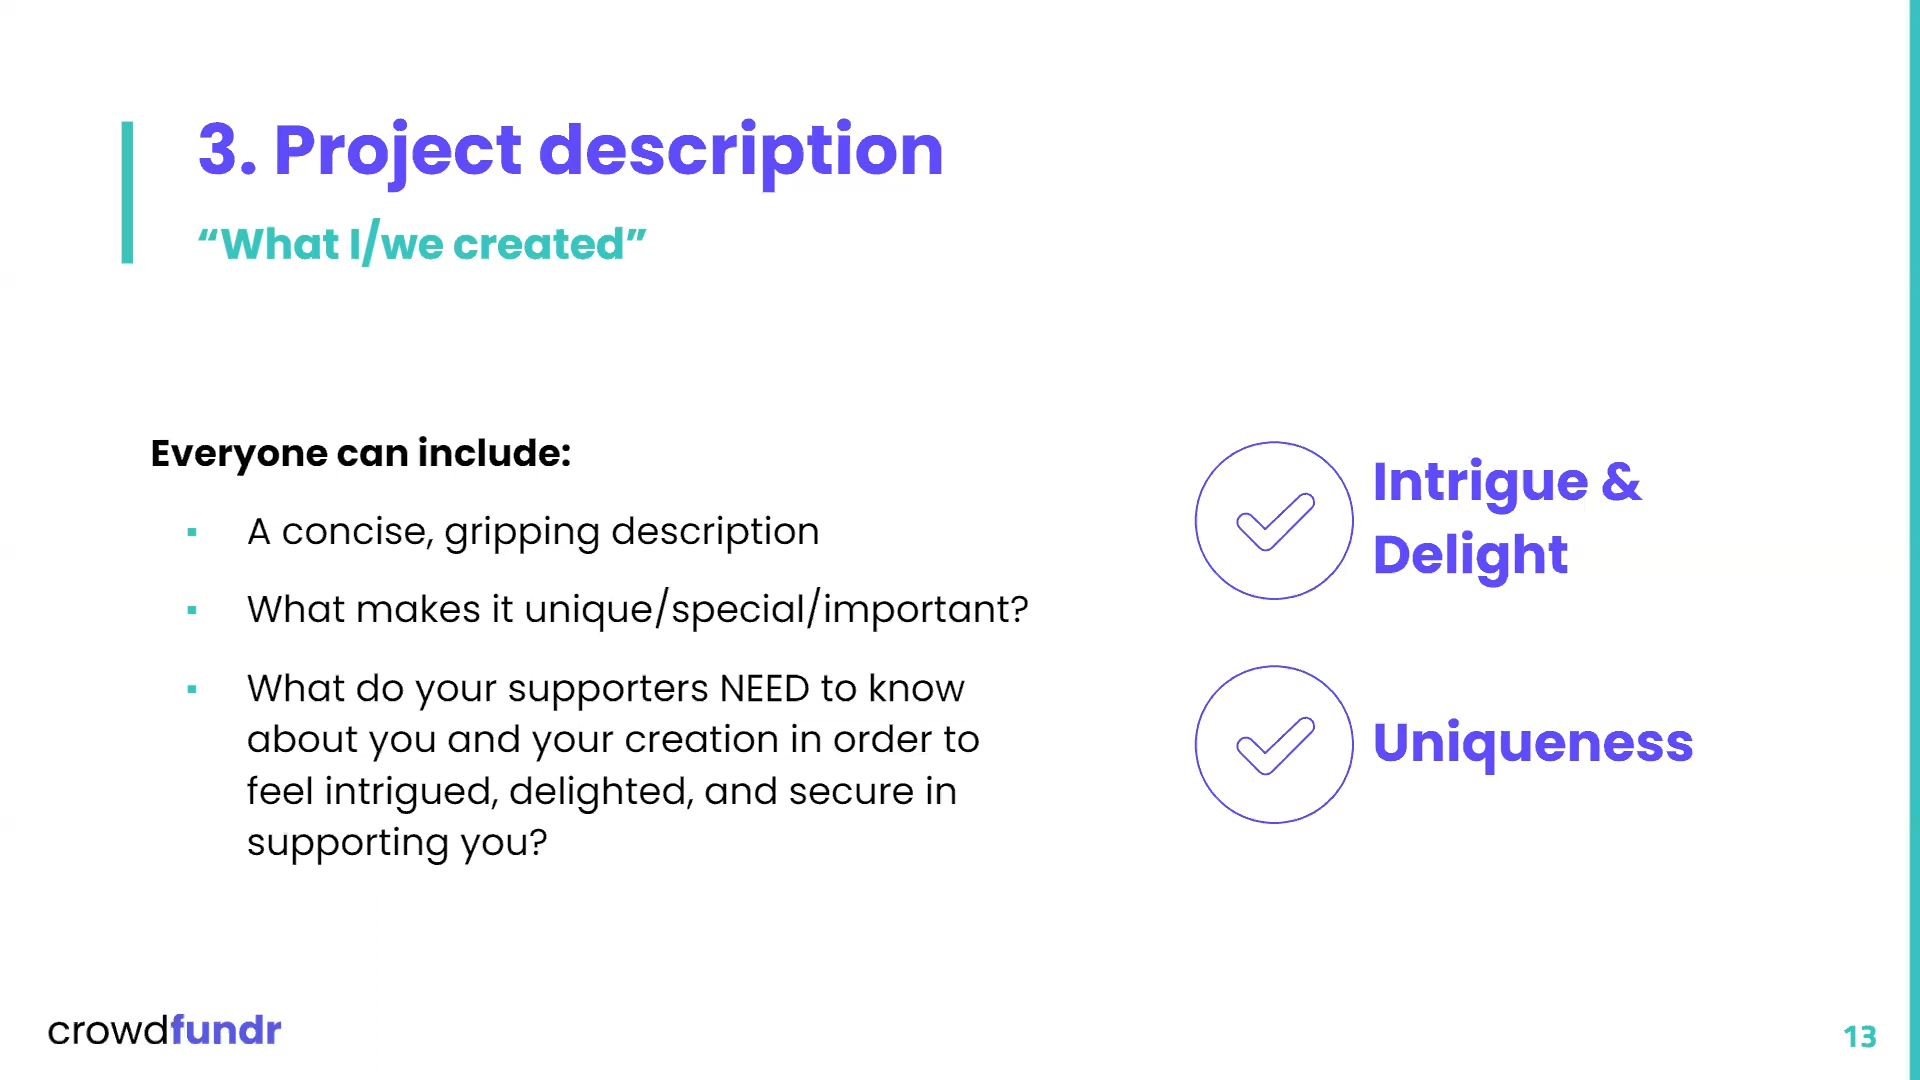 3. Project description
“What I/we created”
Everyone can include:
▪ A concise, gripping description
▪ What makes it unique/special/important?
▪ What do your supporters NEED to know
about you and your creation in order to
feel intrigued, delighted, and secure in
supporting you?
Intrigue &
Delight
Uniqueness
crowdfundr
13